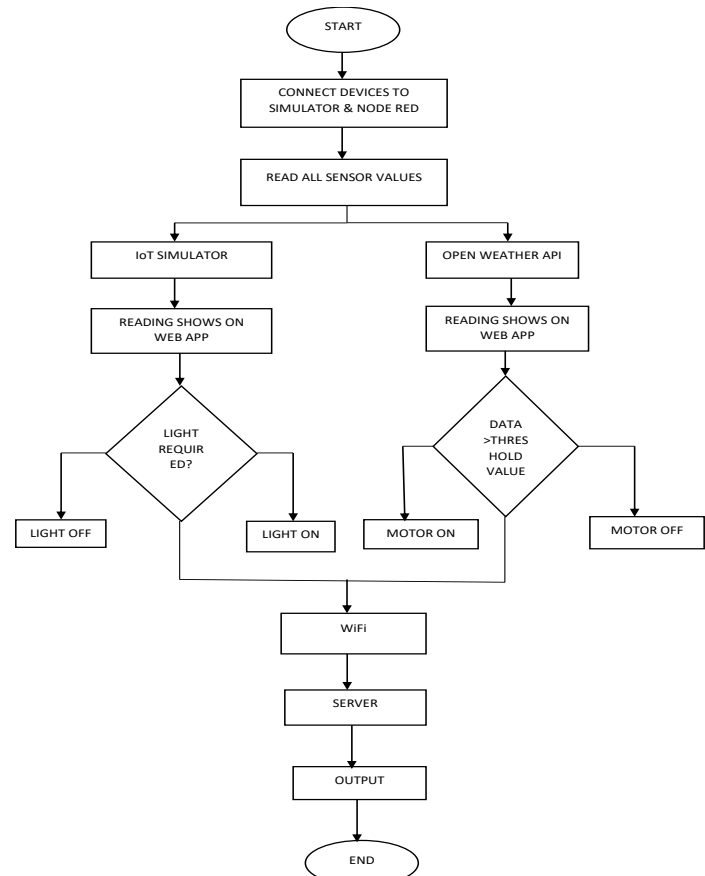 START
CONNECT DEVICES TO
SIMULATOR & NODE RED
READ ALL SENSOR VALUES
IoT SIMULATOR
OPEN WEATHER API
READING SHOWS ON
WEB APP
READING SHOWS ON
WEB APP
LIGHT
REQUIR
ED?
DATA
>THRES
HOLD
VALUE
LIGHT OFF
LIGHT ON
MOTOR ON
MOTOR OFF
WiFi
SERVER
OUTPUT
END